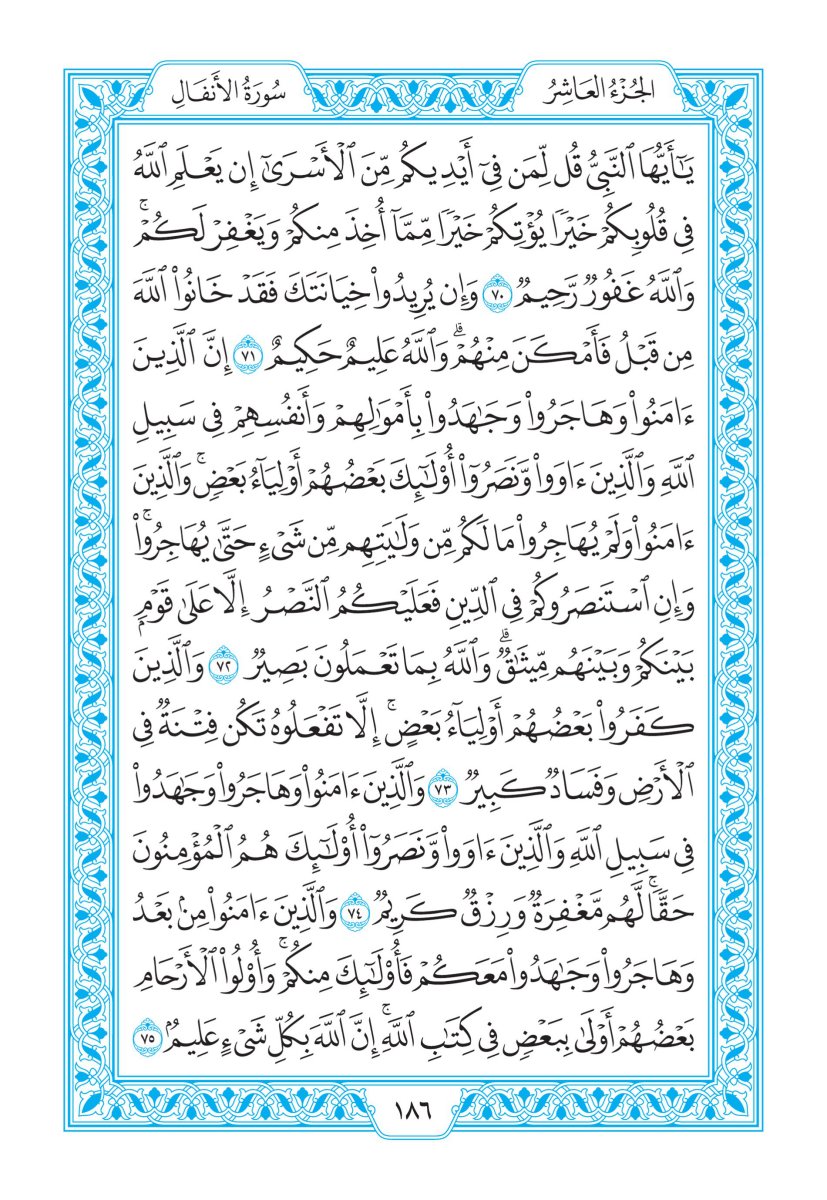 الجُزْءُ العَاشِرُ
سُورَةُ الأَنفَالِ
يَٰٓأَيُّهَا ٱلنَّبِيُّ قُل لِّمَن فِيٓ أَيۡدِيكُم مِّنَ ٱلۡأَسۡرَىٰٓ إِن يَعۡلَمِ ٱللَّهُ
فِي قُلُوبِكُمۡ خَيۡرٗا يُؤۡتِكُمۡ خَيۡرٗا مِّمَّآ أُخِذَ مِنكُمۡ وَيَغۡفِرۡ لَكُمۡۚ
وَٱللَّهُ غَفُورٞ رَّحِيمٞ ٧٠ وَإِن يُرِيدُواْ خِيَانَتَكَ فَقَدۡ خَانُواْ ٱللَّهَ
مِن قَبۡلُ فَأَمۡكَنَ مِنۡهُمۡۗ وَٱللَّهُ عَلِيمٌ حَكِيمٌ ٧١ إِنَّ ٱلَّذِينَ
ءَامَنُواْ وَهَاجَرُواْ وَجَٰهَدُواْ بِأَمۡوَٰلِهِمۡ وَأَنفُسِهِمۡ فِي سَبِيلِ
ٱللَّهِ وَٱلَّذِينَ ءَاوَواْ وَّنَصَرُوٓاْ أُوْلَٰٓئِكَ بَعۡضُهُمۡ أَوۡلِيَآءُ بَعۡضٖۚ وَٱلَّذِينَ
ءَامَنُواْ وَلَمۡ يُهَاجِرُواْ مَا لَكُم مِّن وَلَٰيَتِهِم مِّن شَيۡءٍ حَتَّىٰ يُهَاجِرُواْۚ
وَإِنِ ٱسۡتَنصَرُوكُمۡ فِي ٱلدِّينِ فَعَلَيۡكُمُ ٱلنَّصۡرُ إِلَّا عَلَىٰ قَوۡمِۭ
بَيۡنَكُمۡ وَبَيۡنَهُم مِّيثَٰقٞۗ وَٱللَّهُ بِمَا تَعۡمَلُونَ بَصِيرٞ ٧٢ وَٱلَّذِينَ
كَفَرُواْ بَعۡضُهُمۡ أَوۡلِيَآءُ بَعۡضٍۚ إِلَّا تَفۡعَلُوهُ تَكُن فِتۡنَةٞ فِي
ٱلۡأَرۡضِ وَفَسَادٞ كَبِيرٞ ٧٣ وَٱلَّذِينَ ءَامَنُواْ وَهَاجَرُواْ وَجَٰهَدُواْ
فِي سَبِيلِ ٱللَّهِ وَٱلَّذِينَ ءَاوَواْ وَّنَصَرُوٓاْ أُوْلَٰٓئِكَ هُمُ ٱلۡمُؤۡمِنُونَ
حَقّٗاۚ لَّهُم مَّغۡفِرَةٞ وَرِزۡقٞ كَرِيمٞ ٧٤ وَٱلَّذِينَ ءَامَنُواْ مِنۢ بَعۡدُ
وَهَاجَرُواْ وَجَٰهَدُواْ مَعَكُمۡ فَأُوْلَٰٓئِكَ مِنكُمۡۚ وَأُوْلُواْ ٱلۡأَرۡحَامِ
بَعۡضُهُمۡ أَوۡلَىٰ بِبَعۡضٖ فِي كِتَٰبِ ٱللَّهِۚ إِنَّ ٱللَّهَ بِكُلِّ شَيۡءٍ عَلِيمُۢ ٧٥
١٨٦